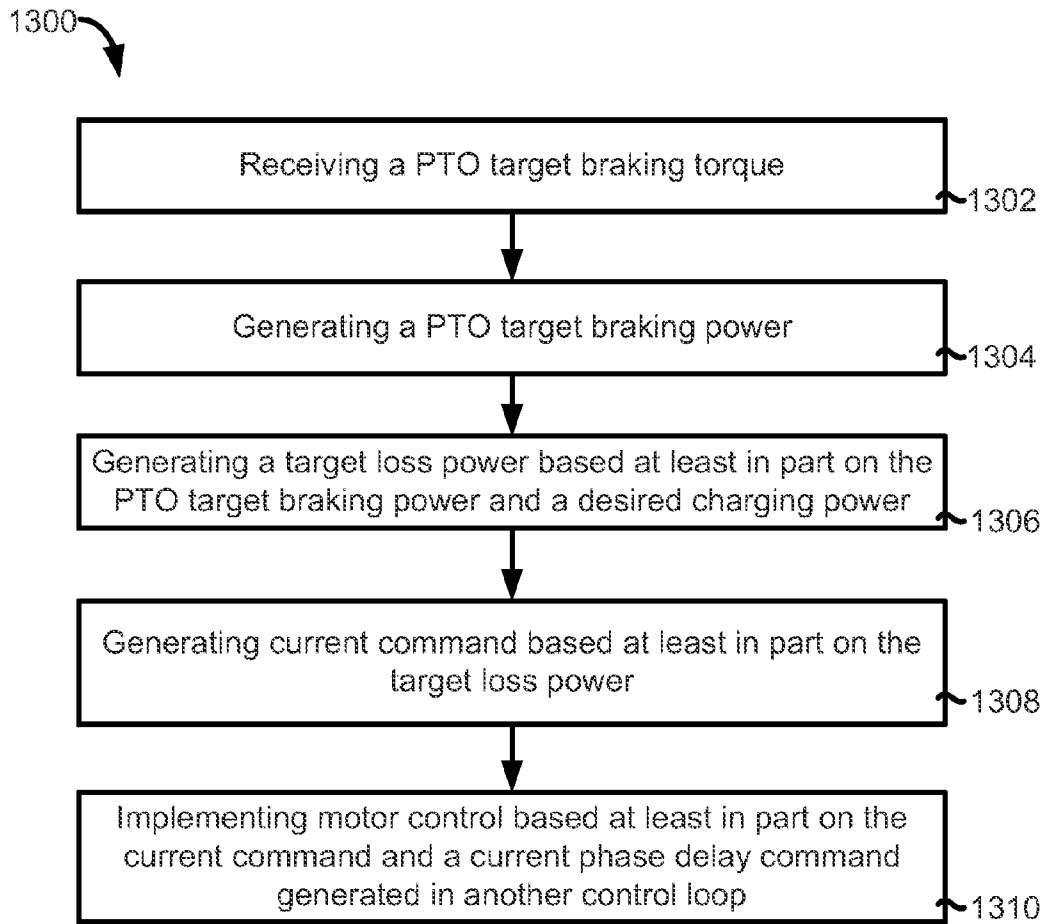 1300
Receiving a PTO target braking torque
1302
Generating a PTO target braking power
1304
Generating a target loss power based at least in part on the
PTO target braking power and a desired charging power
1306
Generating current command based at least in part on the
target loss power
1308
Implementing motor control based at least in part on the
current command and a current phase delay command
generated in another control loop
1310